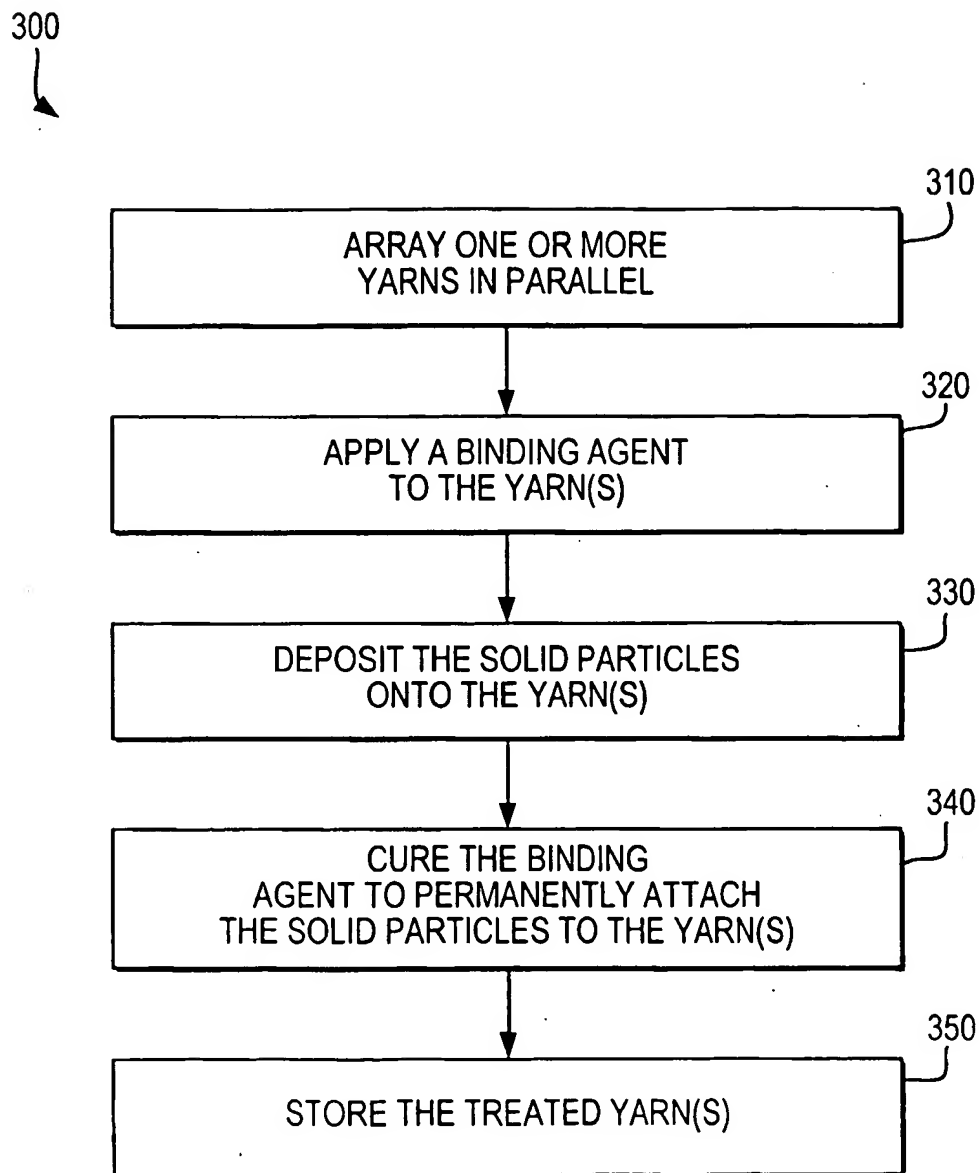 300
310
ARRAY ONE OR MORE
YARNS IN PARALLEL
320
APPLY A BINDING AGENT
TO THE YARN(S)
330
DEPOSIT THE SOLID PARTICLES
ONTO THE YARN(S)
340
CURE THE BINDING
AGENT TO PERMANENTLY ATTACH
THE SOLID PARTICLES TO THE YARN(S)
350
STORE THE TREATED YARN(S)